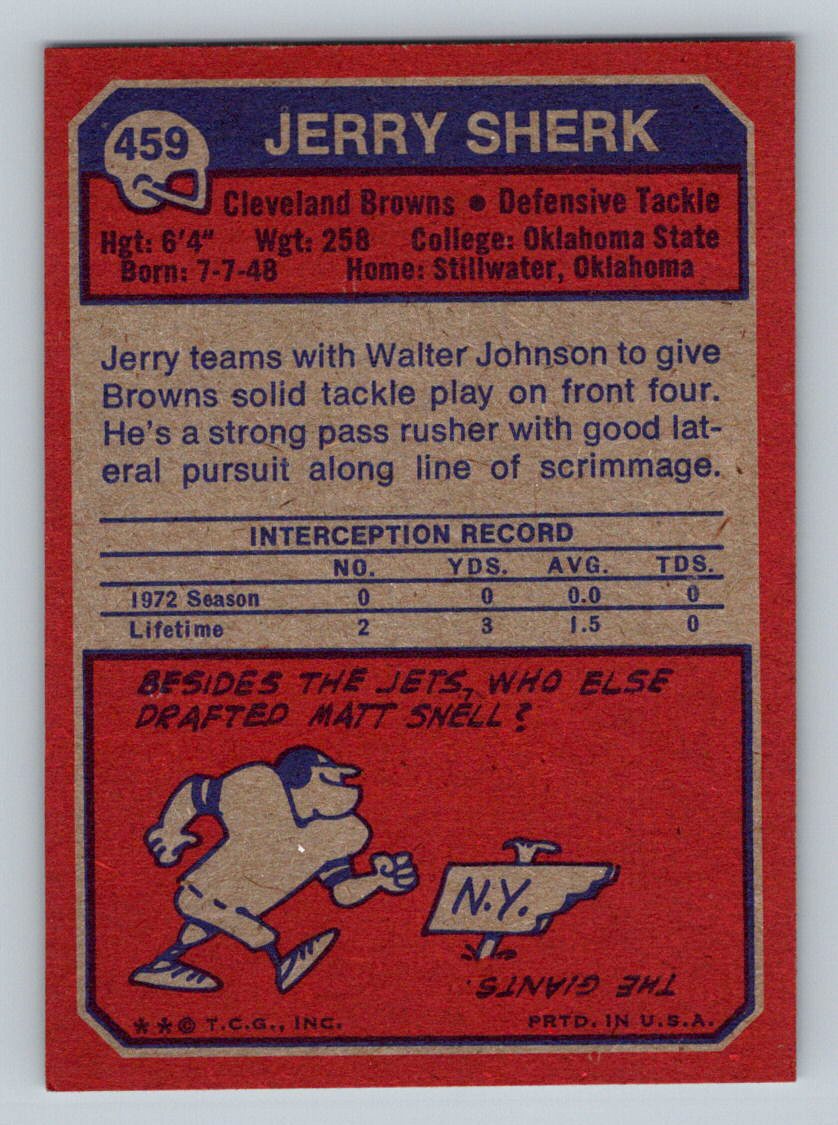 459
JERRY SHERK
Cleveland Browns • Defensive Tackle
Hgt: 6'4" Wgt: 258 College: Oklahoma State
Born: 7-7-48 Home: Stillwater, Oklahoma
Jerry teams with Walter Johnson to give
Browns solid tackle play on front four.
He's a strong pass rusher with good lat-
eral pursuit along line of scrimmage.
INTERCEPTION RECORD
NO. YDS. AVG. TDS.
1972 Season 0 0 0.0 0
Lifetime 2 3 1.5 0
BESIDES THE JETS, WHO ELSE
DRAFTED MATT SNELL?
N.Y.
THE GIANTS.
**© T.C.G., INC. PRTD. IN U.S.A.